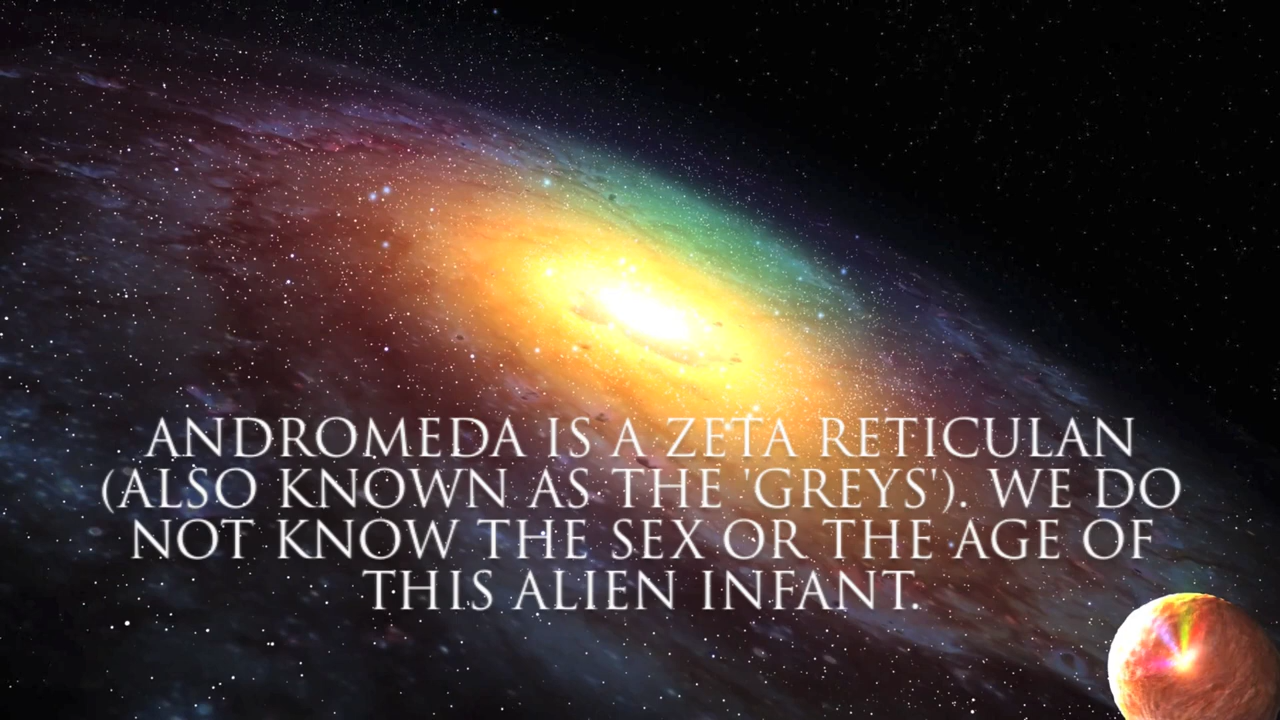 ANDROMEDA IS A ZETA RETICULAN
(ALSO KNOWN AS THE 'GREYS'). WE DO
NOT KNOW THE SEX OR THE AGE OF
THIS ALIEN INFANT.